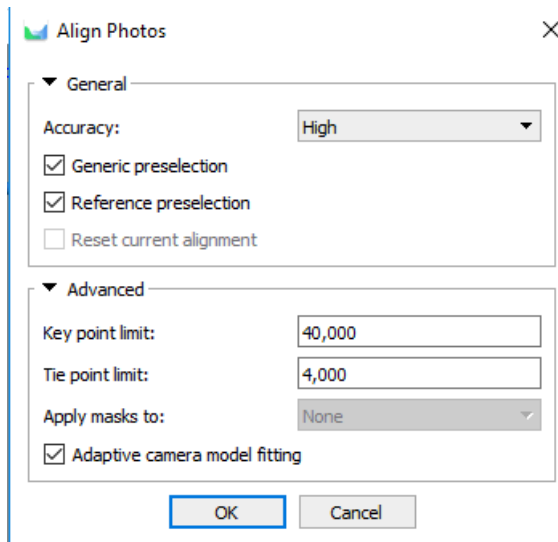 Align Photos
General
Accuracy: High
Generic preselection
Reference preselection
Reset current alignment
Advanced
Key point limit: 40,000
Tie point limit: 4,000
Apply masks to: None
Adaptive camera model fitting
OK Cancel